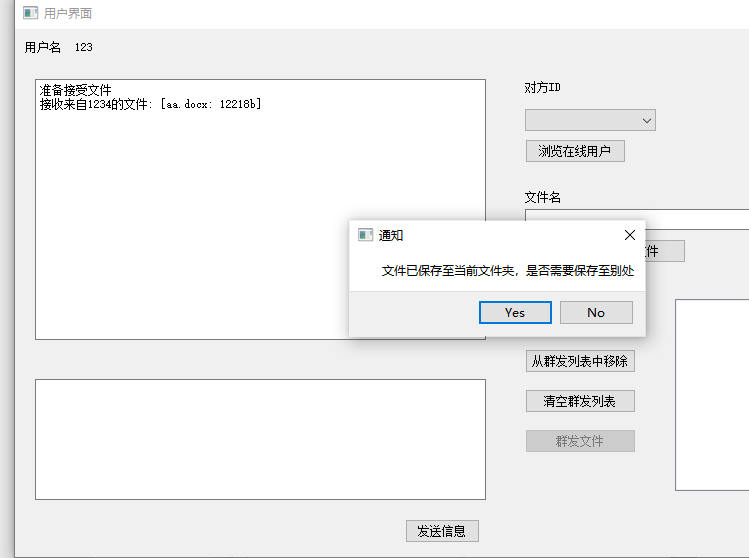 用户界面
用户名 123
准备接受文件
接收来自1234的文件: [aa.docx: 12218b]
对方ID
浏览在线用户
文件名
件
通知
文件已保存至当前文件夹，是否需要保存至别处
Yes
No
从群发列表中移除
清空群发列表
群发文件
发送信息